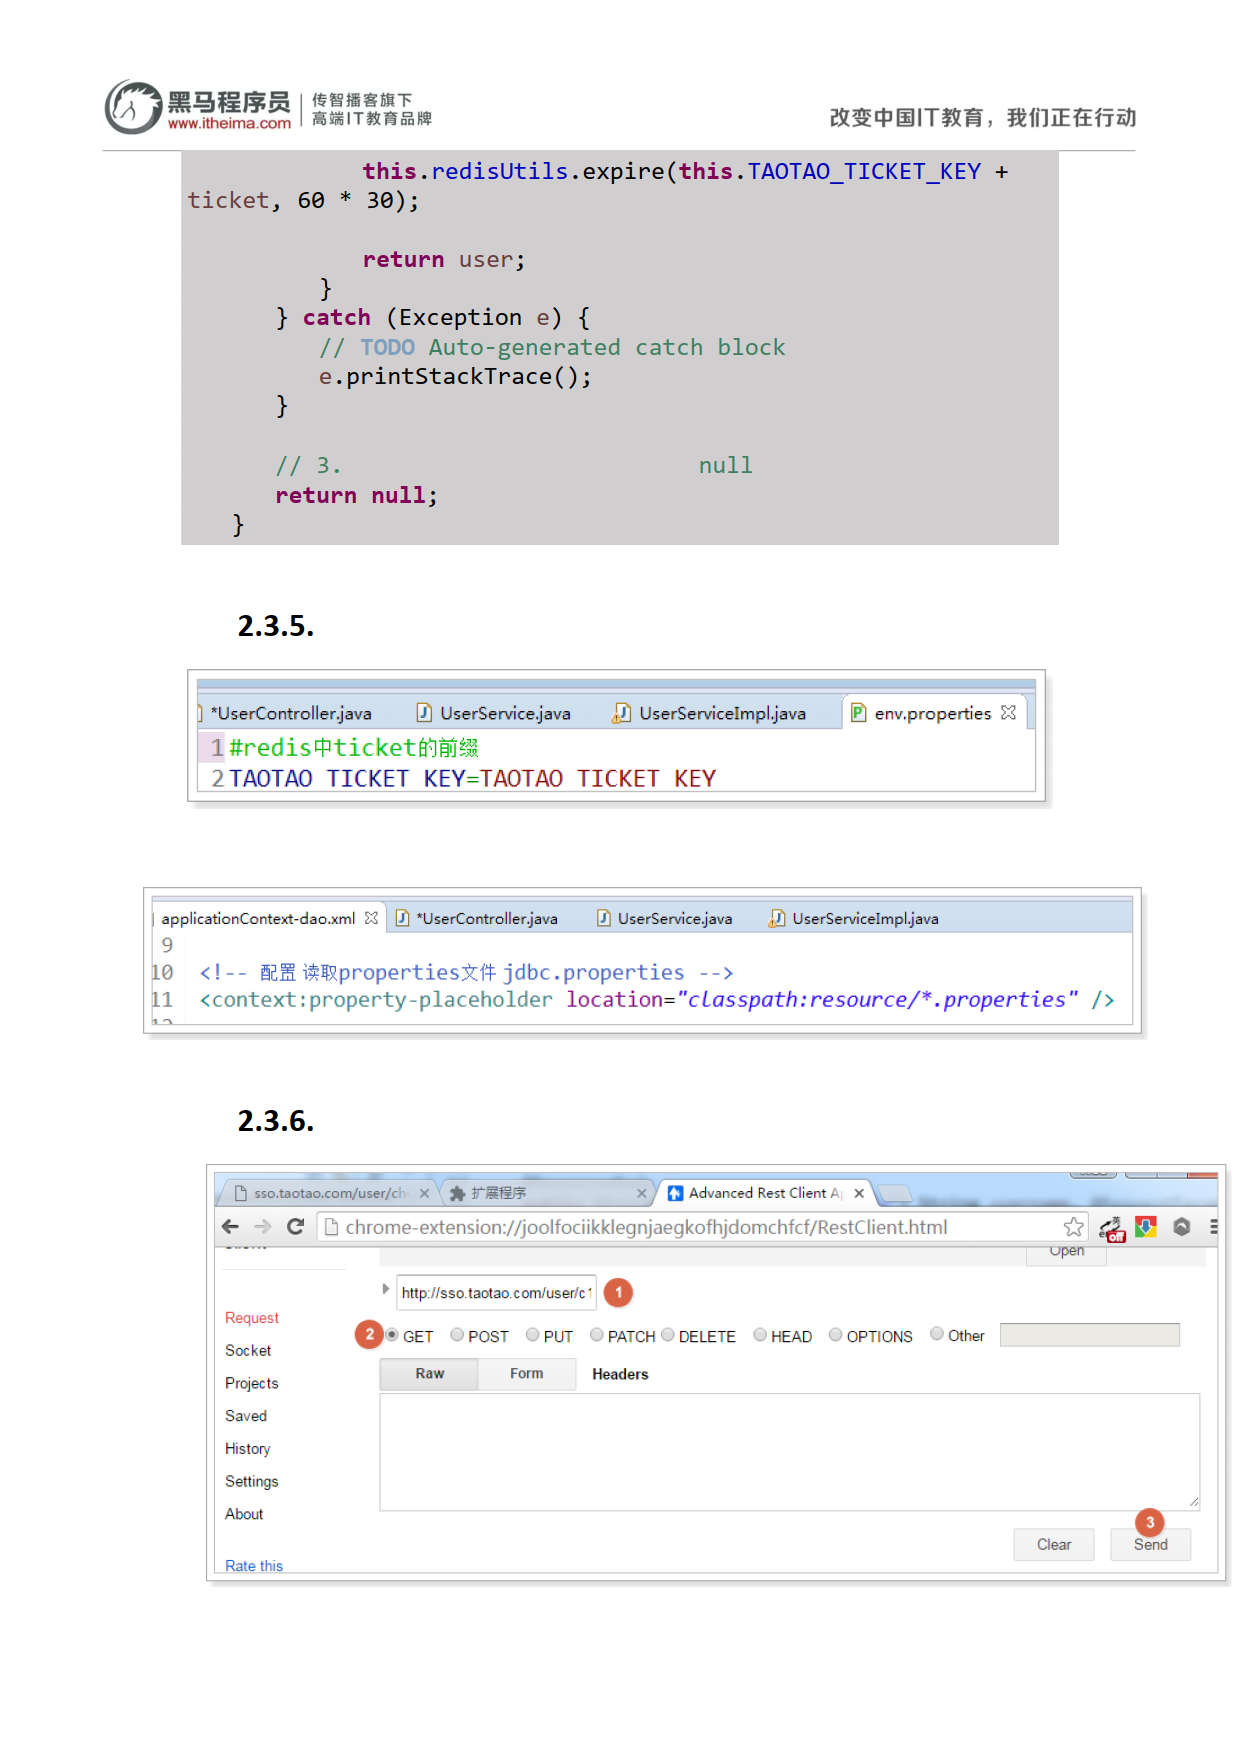 黑马程序员
www.itheima.com
传智播客旗下
高端IT教育品牌
改变中国IT教育，我们正在行动
this.redisUtils.expire(this.TAOTAO_TICKET_KEY +
ticket, 60 * 30);
return user;
}
} catch (Exception e) {
// TODO Auto-generated catch block
e.printStackTrace();
}
// 3. null
return null;
}
2.3.5.
*UserController.java UserService.java UserServiceImpl.java env.properties
1 #redis中ticket的前缀
2 TAOTAO_TICKET_KEY=TAOTAO_TICKET_KEY
applicationContext-dao.xml *UserController.java UserService.java UserServiceImpl.java
9
10 <!-- 配置 读取properties文件 jdbc.properties -->
11 <context:property-placeholder location="classpath:resource/*.properties" />
2.3.6.
sso.taotao.com/user/ch 扩展程序 Advanced Rest Client Ap
chrome-extension://joolfociikklegnjaegkofhjdomchfcf/RestClient.html
Open
http://sso.taotao.com/user/c1 1
Request
2 GET POST PUT PATCH DELETE HEAD OPTIONS Other
Socket
Raw Form Headers
Projects
Saved
History
Settings
About
3
Clear Send
Rate this